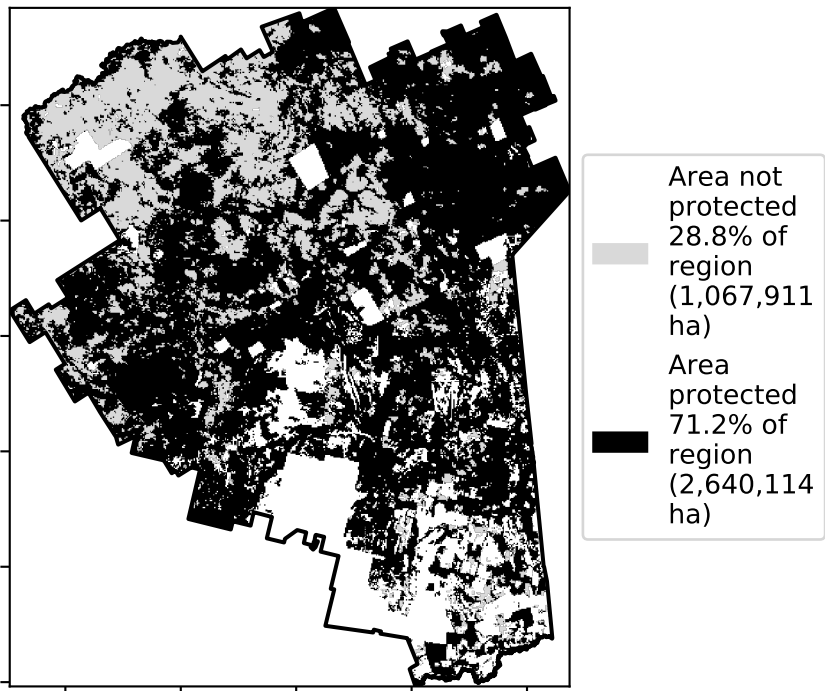 Area not
protected
28.8% of
region
(1,067,911
ha)
Area
protected
71.2% of
region
(2,640,114
ha)